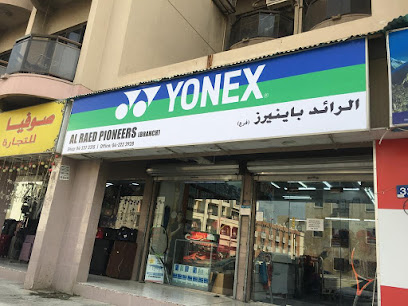 YONEX
AL RAED PIONEERS (BRANCH)
الرائد باينيرز (فرع)
صوفيا
للتجارة